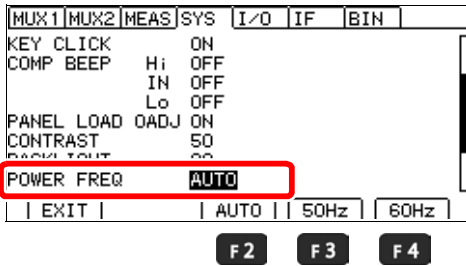 MUX1 MUX2 MEAS SYS I/O IF BIN
KEY CLICK ON
COMP BEEP Hi OFF
IN OFF
Lo OFF
PANEL LOAD 0ADJ ON
CONTRAST 50
POWER FREQ AUTO
EXIT AUTO 50Hz 60Hz
F2 F3 F4